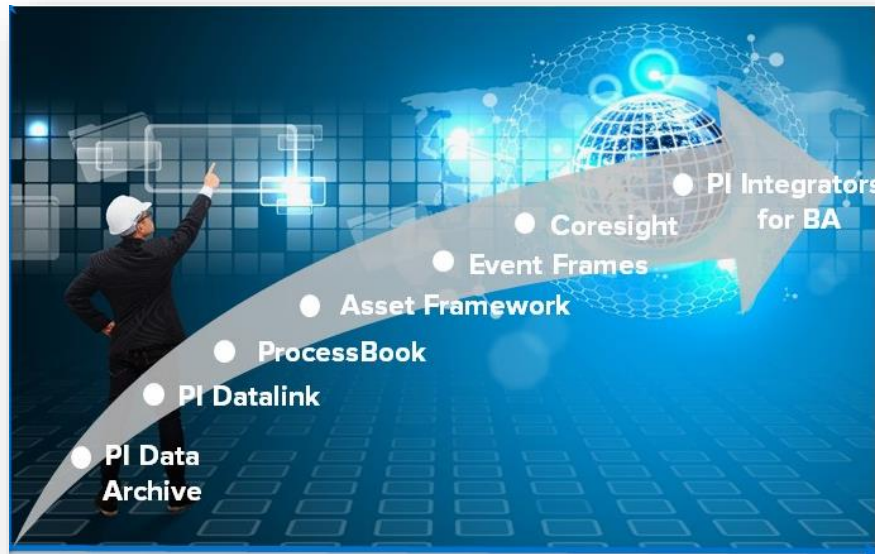 PI Integrators
for BA
Coresight
Event Frames
Asset Framework
ProcessBook
PI Datalink
PI Data
Archive